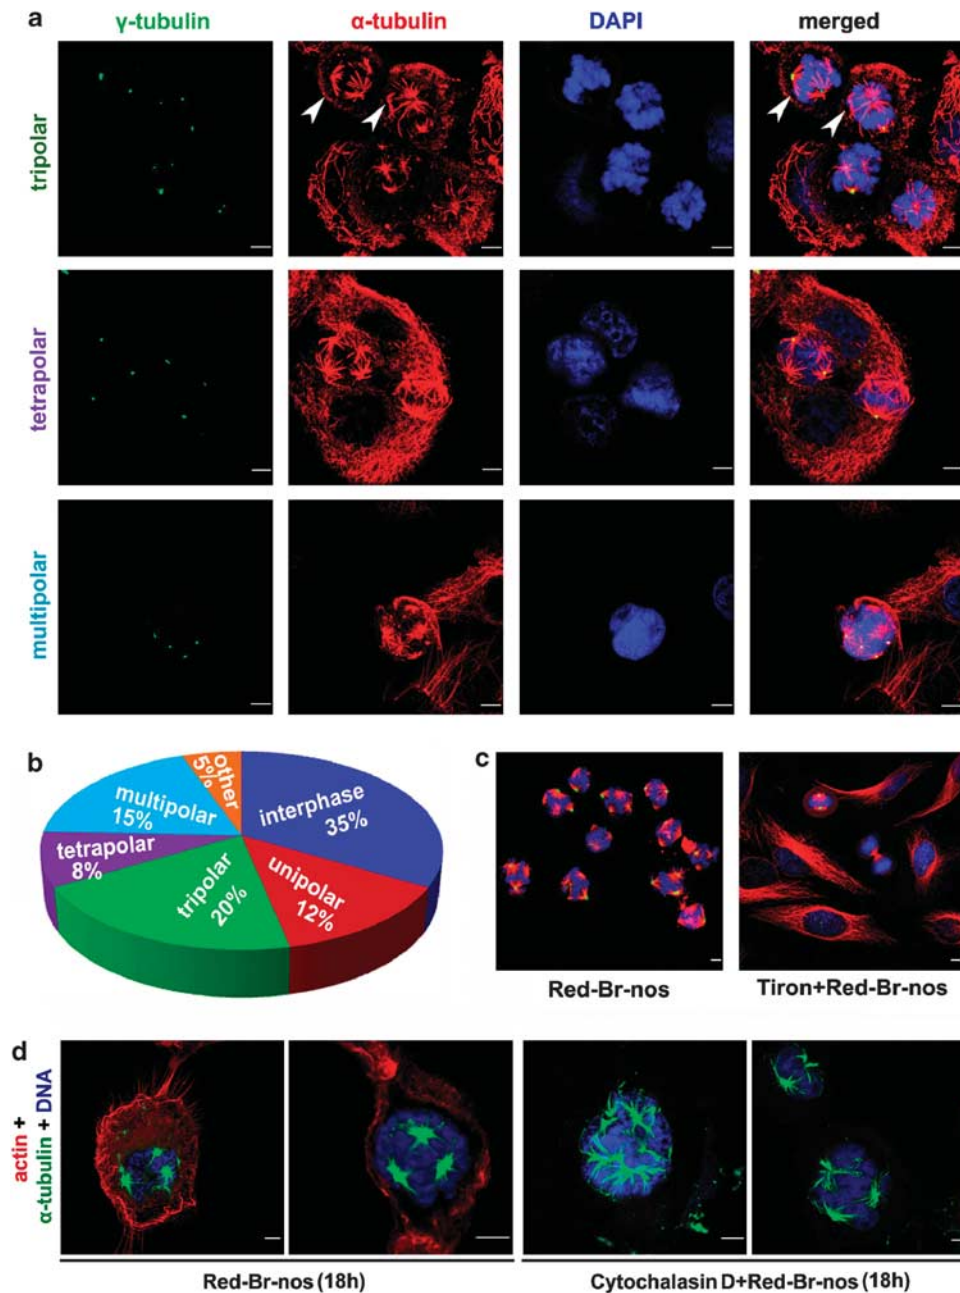 a
γ-tubulin α-tubulin DAPI merged
tripolar
tetrapolar
multipolar
b
other 5%
interphase 35%
unipolar 12%
tripolar 20%
tetrapolar 8%
multipolar 15%
c
Red-Br-nos Tiron+Red-Br-nos
d
actin +
α-tubulin + DNA
Red-Br-nos (18h) Cytochalasin D+Red-Br-nos (18h)